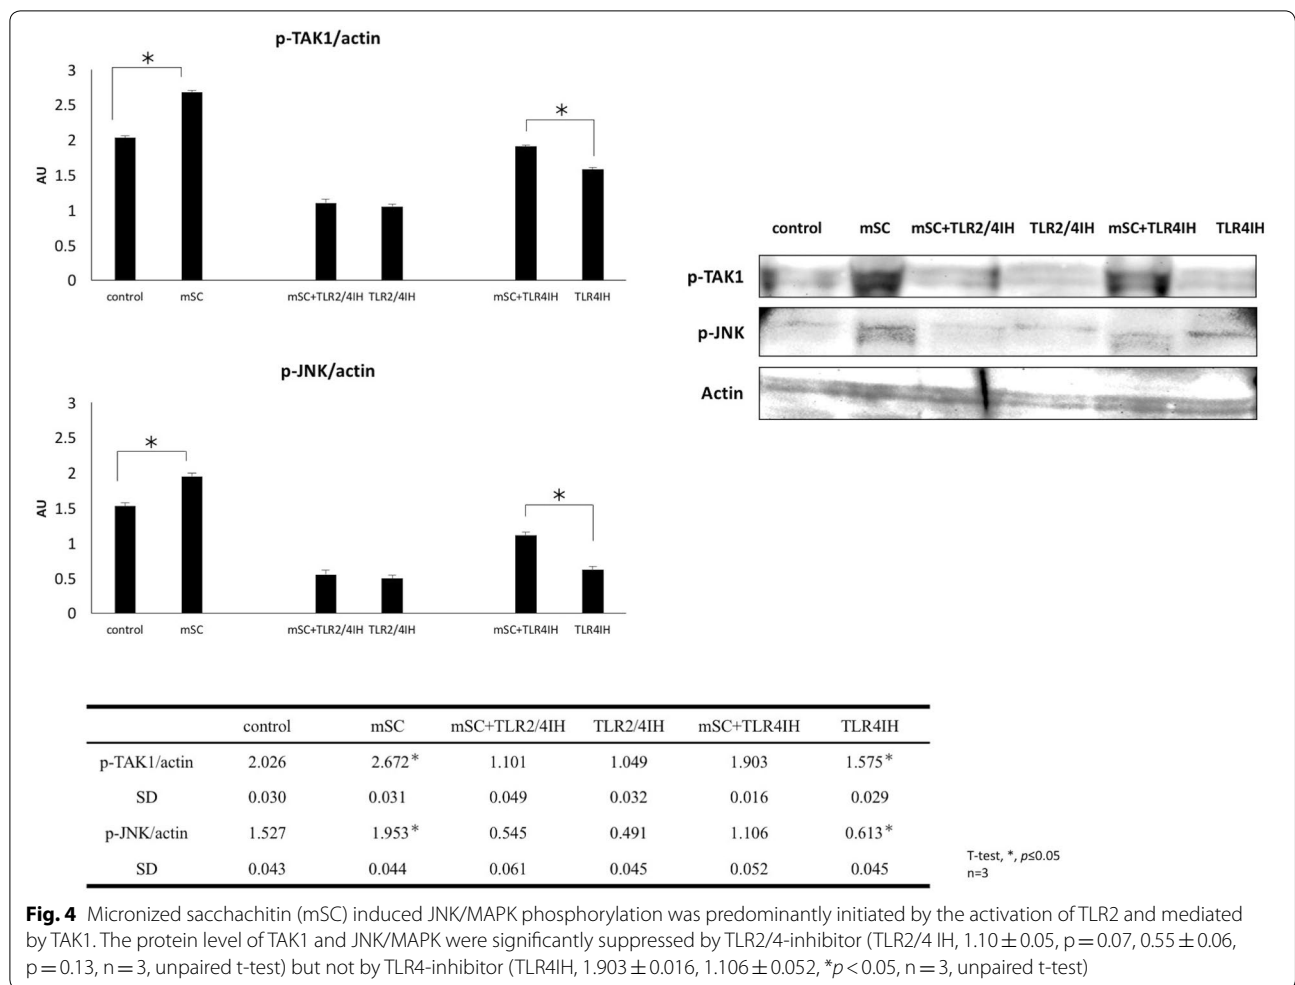 p-TAK1/actin
*
*
3
2.5
2
1.5
1
0.5
0
AU
control mSC mSC+TLR2/4IH TLR2/4IH mSC+TLR4IH TLR4IH
p-JNK/actin
*
*
3
2.5
2
1.5
1
0.5
0
AU
control mSC mSC+TLR2/4IH TLR2/4IH mSC+TLR4IH TLR4IH
control mSC mSC+TLR2/4IH TLR2/4IH mSC+TLR4IH TLR4IH
p-TAK1
p-JNK
Actin
control mSC mSC+TLR2/4IH TLR2/4IH mSC+TLR4IH TLR4IH
p-TAK1/actin 2.026 2.672* 1.101 1.049 1.903 1.575*
SD 0.030 0.031 0.049 0.032 0.016 0.029
p-JNK/actin 1.527 1.953* 0.545 0.491 1.106 0.613*
SD 0.043 0.044 0.061 0.045 0.052 0.045
T-test, *, p≤0.05
n=3
Fig. 4 Micronized sacchachitin (mSC) induced JNK/MAPK phosphorylation was predominantly initiated by the activation of TLR2 and mediated
by TAK1. The protein level of TAK1 and JNK/MAPK were significantly suppressed by TLR2/4-inhibitor (TLR2/4 IH, 1.10 ± 0.05, p = 0.07, 0.55 ± 0.06,
p = 0.13, n = 3, unpaired t-test) but not by TLR4-inhibitor (TLR4IH, 1.903 ± 0.016, 1.106 ± 0.052, *p < 0.05, n = 3, unpaired t-test)